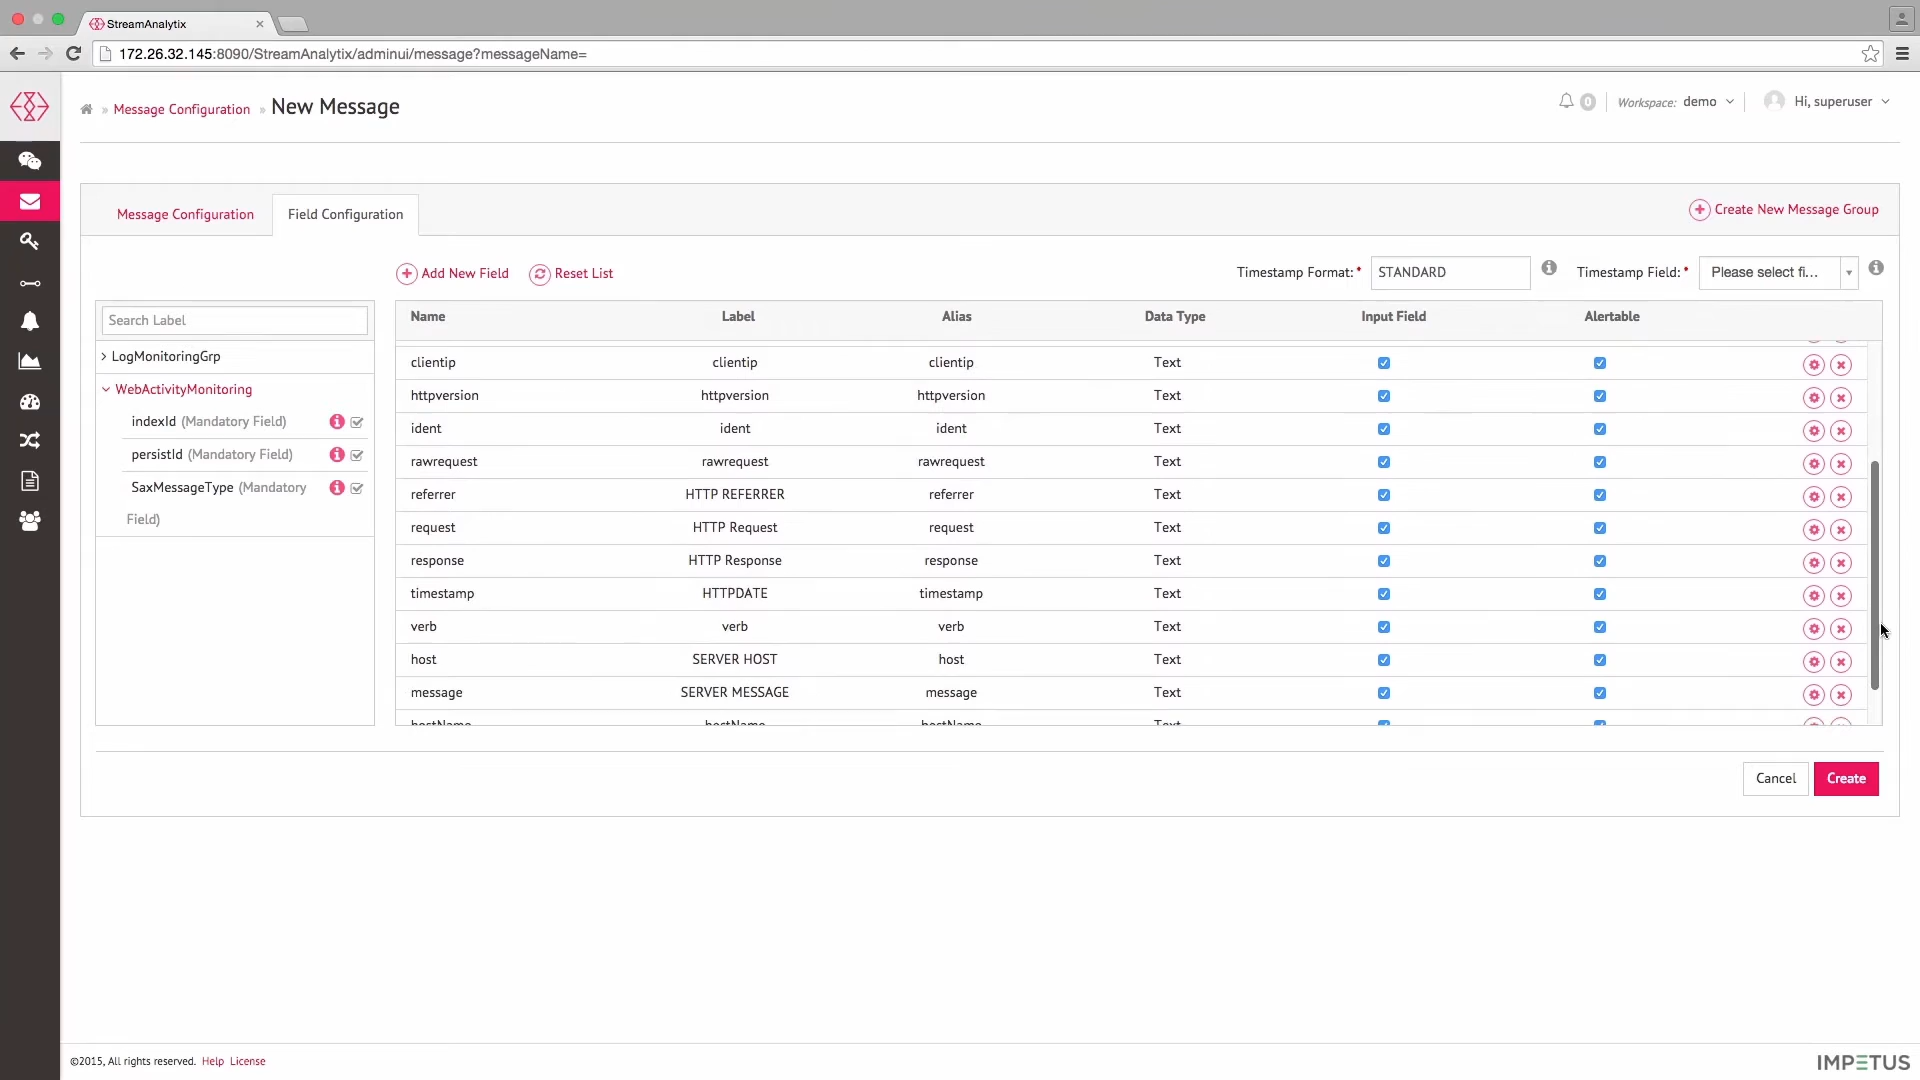 StreamAnalytix
172.26.32.145:8090/StreamAnalytix/adminui/message?messageName=
» Message Configuration » New Message
0 Workspace: demo Hi, superuser
Message Configuration Field Configuration Create New Message Group
Add New Field Reset List Timestamp Format:* STANDARD Timestamp Field:* Please select fi...
Search Label
LogMonitoringGrp
WebActivityMonitoring
indexId (Mandatory Field)
persistId (Mandatory Field)
SaxMessageType (Mandatory
Field)
Name Label Alias Data Type Input Field Alertable
clientip clientip clientip Text
httpversion httpversion httpversion Text
ident ident ident Text
rawrequest rawrequest rawrequest Text
referrer HTTP REFERRER referrer Text
request HTTP Request request Text
response HTTP Response response Text
timestamp HTTPDATE timestamp Text
verb verb verb Text
host SERVER HOST host Text
message SERVER MESSAGE message Text
hostName hostName hostName Text
Cancel Create
©2015, All rights reserved. Help License
IMPETUS